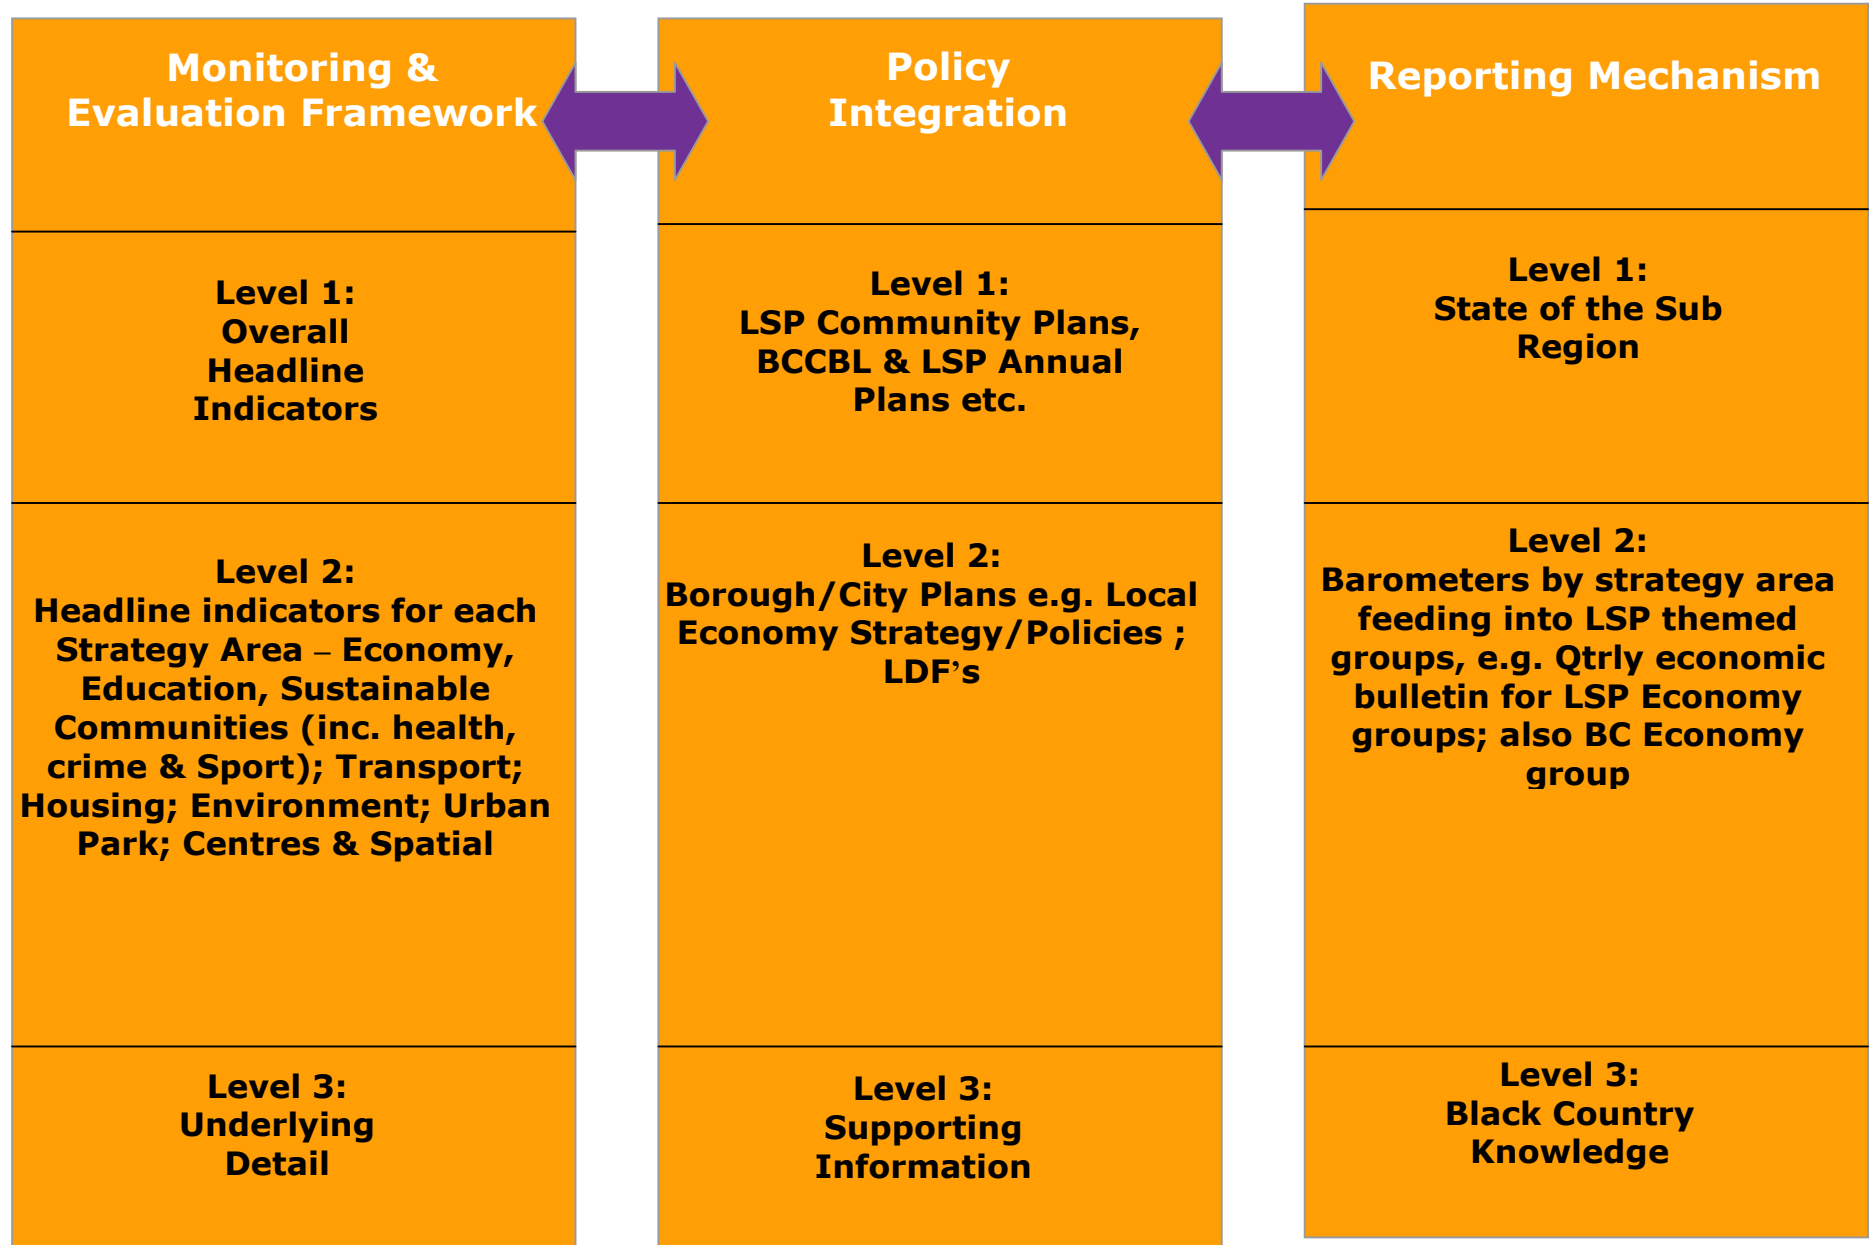 Monitoring &
Evaluation Framework
Level 1:
Overall
Headline
Indicators
Level 2:
Headline indicators for each
Strategy Area – Economy,
Education, Sustainable
Communities (inc. health,
crime & Sport); Transport;
Housing; Environment; Urban
Park; Centres & Spatial
Level 3:
Underlying
Detail
Policy
Integration
Level 1:
LSP Community Plans,
BCCBL & LSP Annual
Plans etc.
Level 2:
Borough/City Plans e.g. Local
Economy Strategy/Policies ;
LDF’s
Level 3:
Supporting
Information
Reporting Mechanism
Level 1:
State of the Sub
Region
Level 2:
Barometers by strategy area
feeding into LSP themed
groups, e.g. Qtrly economic
bulletin for LSP Economy
groups; also BC Economy
group
Level 3:
Black Country
Knowledge